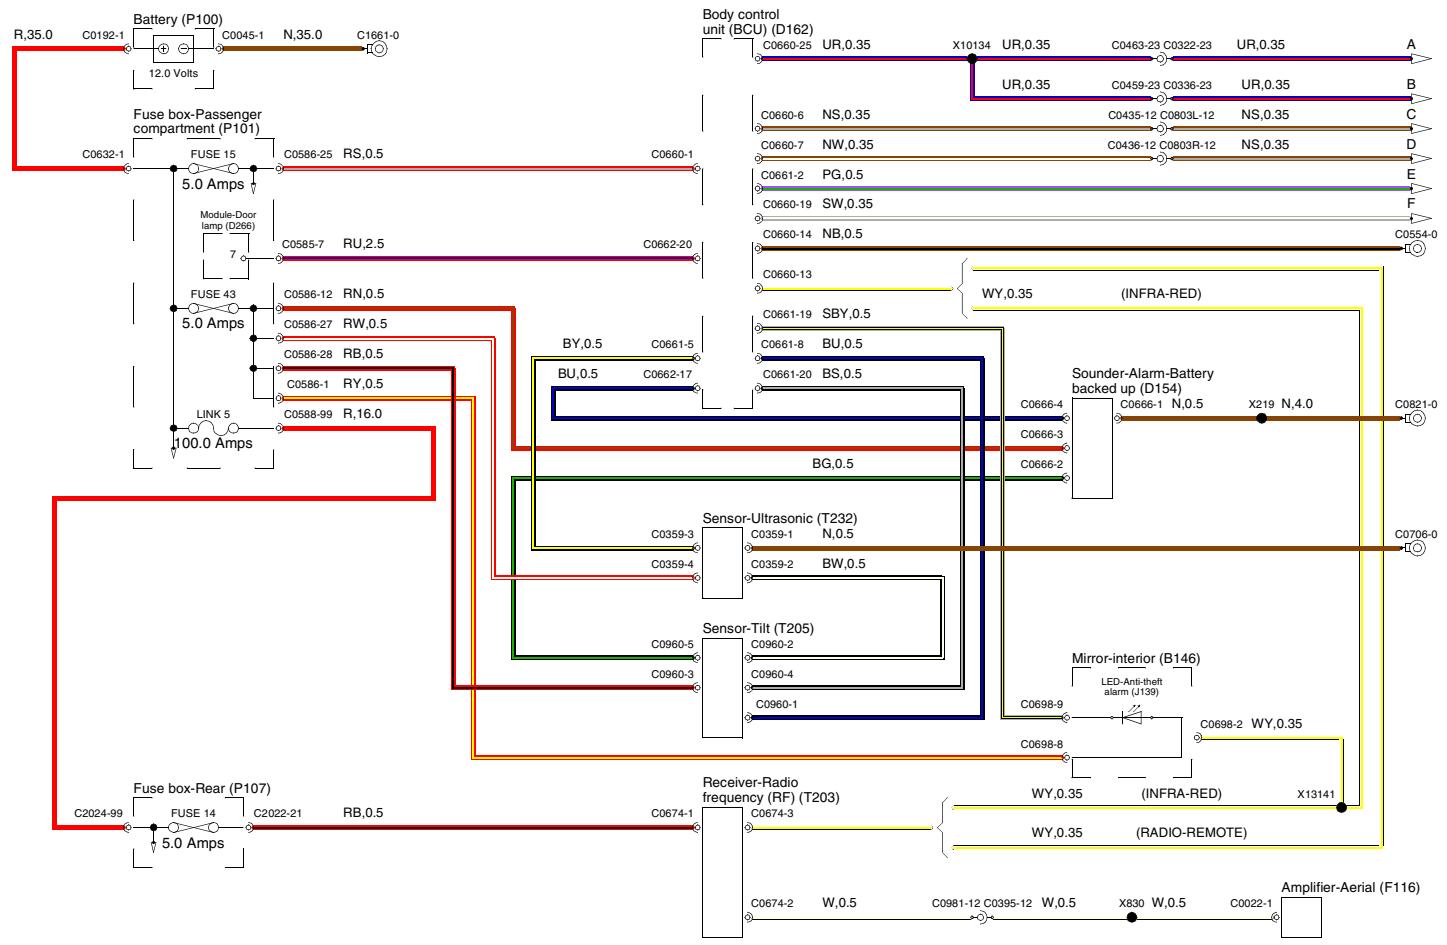 Battery (P100)
R,35.0
C0192-1
C0045-1
N,35.0
C1661-0
12.0 Volts
Body control
unit (BCU) (D162)
C0660-25
UR,0.35
X10134
UR,0.35
C0463-23
C0322-23
UR,0.35
A
UR,0.35
C0459-23
C0336-23
UR,0.35
B
Fuse box-Passenger
compartment (P101)
C0660-6
NS,0.35
C0435-12
C0803L-12
NS,0.35
C
C0660-7
NW,0.35
C0436-12
C0803R-12
NS,0.35
D
C0632-1
FUSE 15
5.0 Amps
C0586-25
RS,0.5
C0660-1
C0661-2
PG,0.5
E
C0660-19
SW,0.35
F
Module-Door
lamp (D266)
7
C0585-7
RU,2.5
C0662-20
C0660-14
NB,0.5
C0554-0
C0660-13
WY,0.35
(INFRA-RED)
FUSE 43
5.0 Amps
C0586-12
RN,0.5
C0661-19
SBY,0.5
C0586-27
RW,0.5
BY,0.5
C0661-5
C0661-8
BU,0.5
C0586-28
RB,0.5
BU,0.5
C0662-17
C0661-20
BS,0.5
C0586-1
RY,0.5
Sounder-Alarm-Battery
backed up (D154)
LINK 5
100.0 Amps
C0588-99
R,16.0
C0666-4
C0666-1
N,0.5
X219
N,4.0
C0821-0
C0666-3
BG,0.5
C0666-2
Sensor-Ultrasonic (T232)
C0359-3
C0359-1
N,0.5
C0706-0
C0359-4
C0359-2
BW,0.5
Sensor-Tilt (T205)
C0960-5
C0960-2
C0960-3
C0960-4
C0960-1
Mirror-interior (B146)
LED-Anti-theft
alarm (J139)
C0698-9
C0698-2
WY,0.35
C0698-8
Fuse box-Rear (P107)
C2024-99
FUSE 14
5.0 Amps
C2022-21
RB,0.5
C0674-1
Receiver-Radio
frequency (RF) (T203)
C0674-3
WY,0.35
(INFRA-RED)
X13141
WY,0.35
(RADIO-REMOTE)
C0674-2
W,0.5
C0981-12
C0395-12
W,0.5
X830
W,0.5
C0022-1
Amplifier-Aerial (F116)